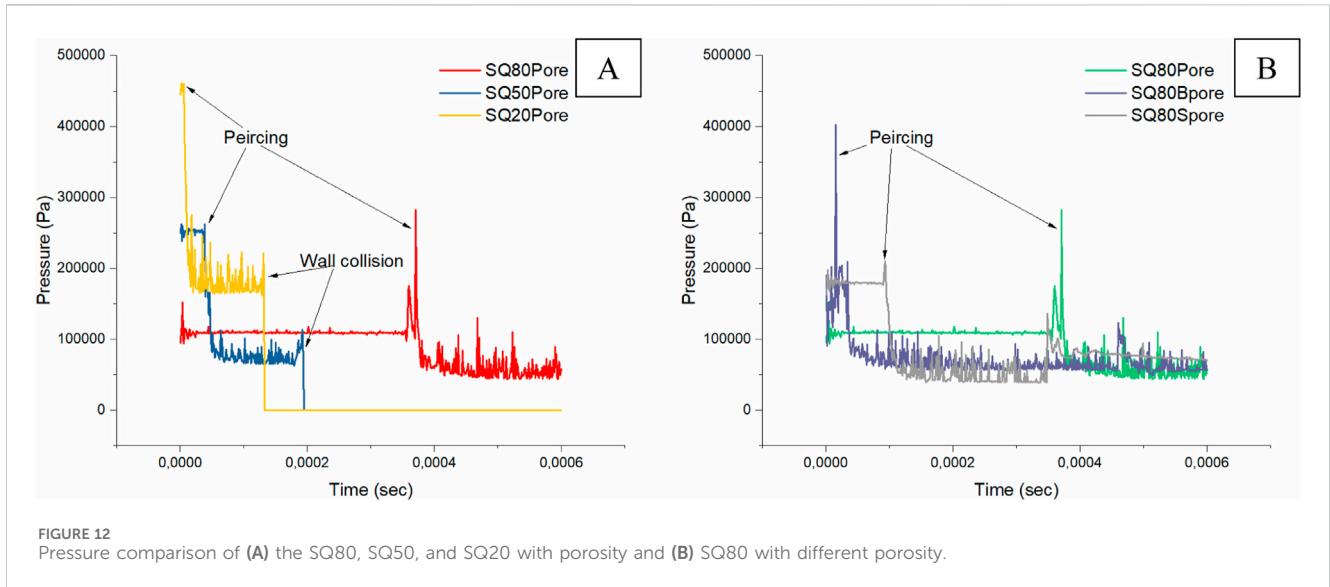 500000
400000
300000
200000
100000
0
Pressure (Pa)
0,0000
0,0002
0,0004
0,0006
Time (sec)
SQ80Pore
SQ50Pore
SQ20Pore
A
Peircing
Wall collision
500000
400000
300000
200000
100000
0
Pressure (Pa)
0,0000
0,0002
0,0004
0,0006
Time (sec)
SQ80Pore
SQ80Bpore
SQ80Spore
B
Peircing
FIGURE 12
Pressure comparison of (A) the SQ80, SQ50, and SQ20 with porosity and (B) SQ80 with different porosity.